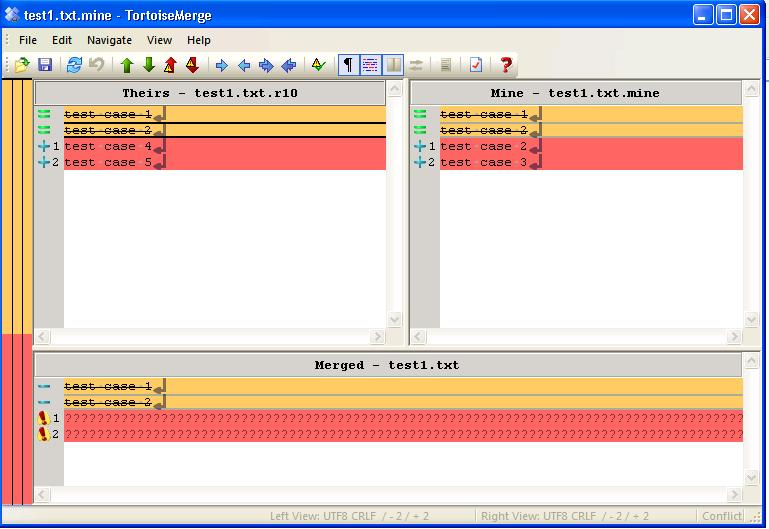 test1.txt.mine - TortoiseMerge
File Edit Navigate View Help
Theirs - test1.txt.r10
test case 1
test case 2
1 test case 4
2 test case 5
Mine - test1.txt.mine
test case 1
test case 2
1 test case 2
2 test case 3
Merged - test1.txt
test case 1
test case 2
1 ?????????????????????????????????????????????????????????????????????????????????????
2 ?????????????????????????????????????????????????????????????????????????????????????
Left View: UTF8 CRLF / - 2 / + 2 Right View: UTF8 CRLF / - 2 / + 2 Conflict